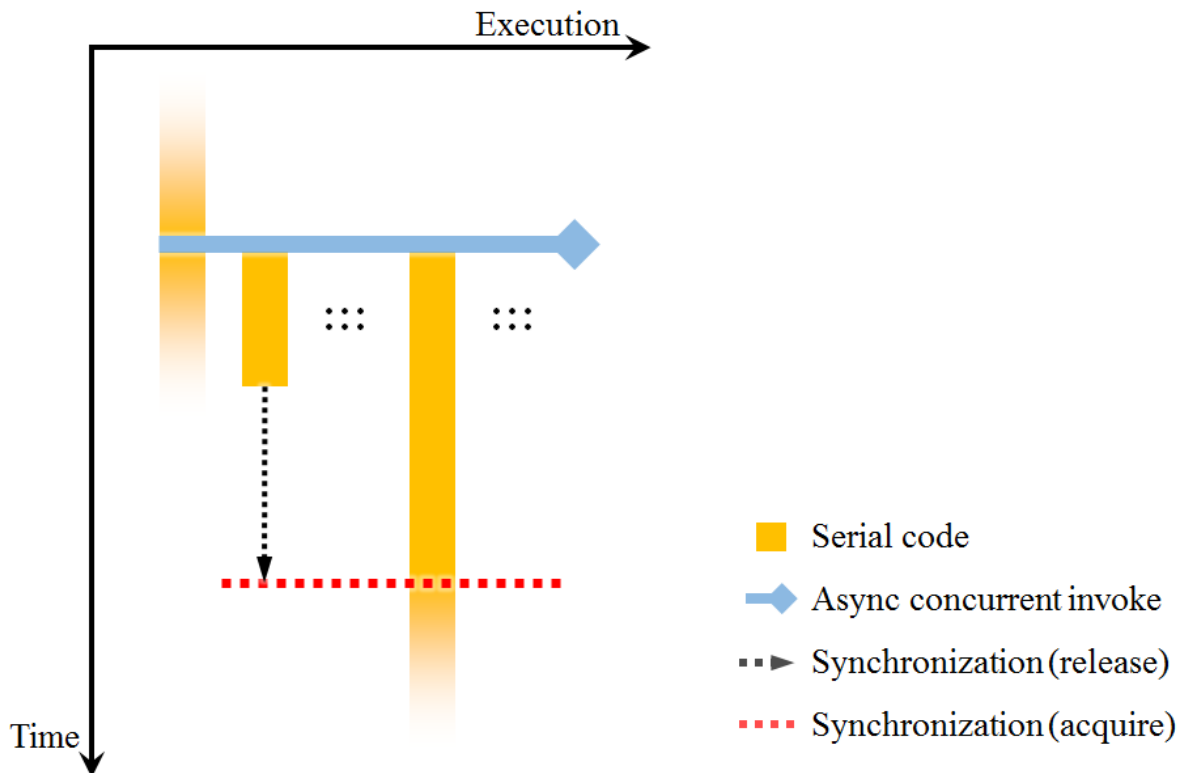 Execution
Serial code
Async concurrent invoke
Synchronization (release)
Synchronization (acquire)
Time